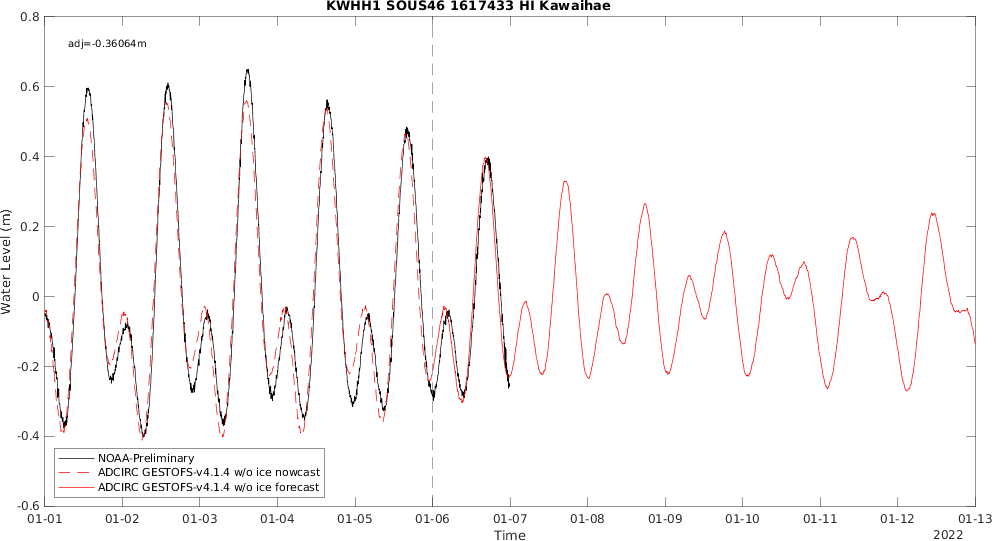 KWHH1 SOUS46 1617433 HI Kawaihae
adj=-0.36064m
0.8
0.6
0.4
0.2
0
-0.2
-0.4
-0.6
Water Level (m)
NOAA-Preliminary
ADCIRC GESTOFS-v4.1.4 w/o ice nowcast
ADCIRC GESTOFS-v4.1.4 w/o ice forecast
01-01 01-02 01-03 01-04 01-05 01-06 01-07 01-08 01-09 01-10 01-11 01-12 01-13
Time
2022